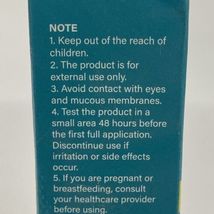 NOTE
1. Keep out of the reach of
children.
2. The product is for
external use only.
3. Avoid contact with eyes
and mucous membranes.
4. Test the product in a
small area 48 hours before
the first full application.
Discontinue use if
irritation or side effects
occur.
5. If you are pregnant or
breastfeeding, consult
your healthcare provider
before using.